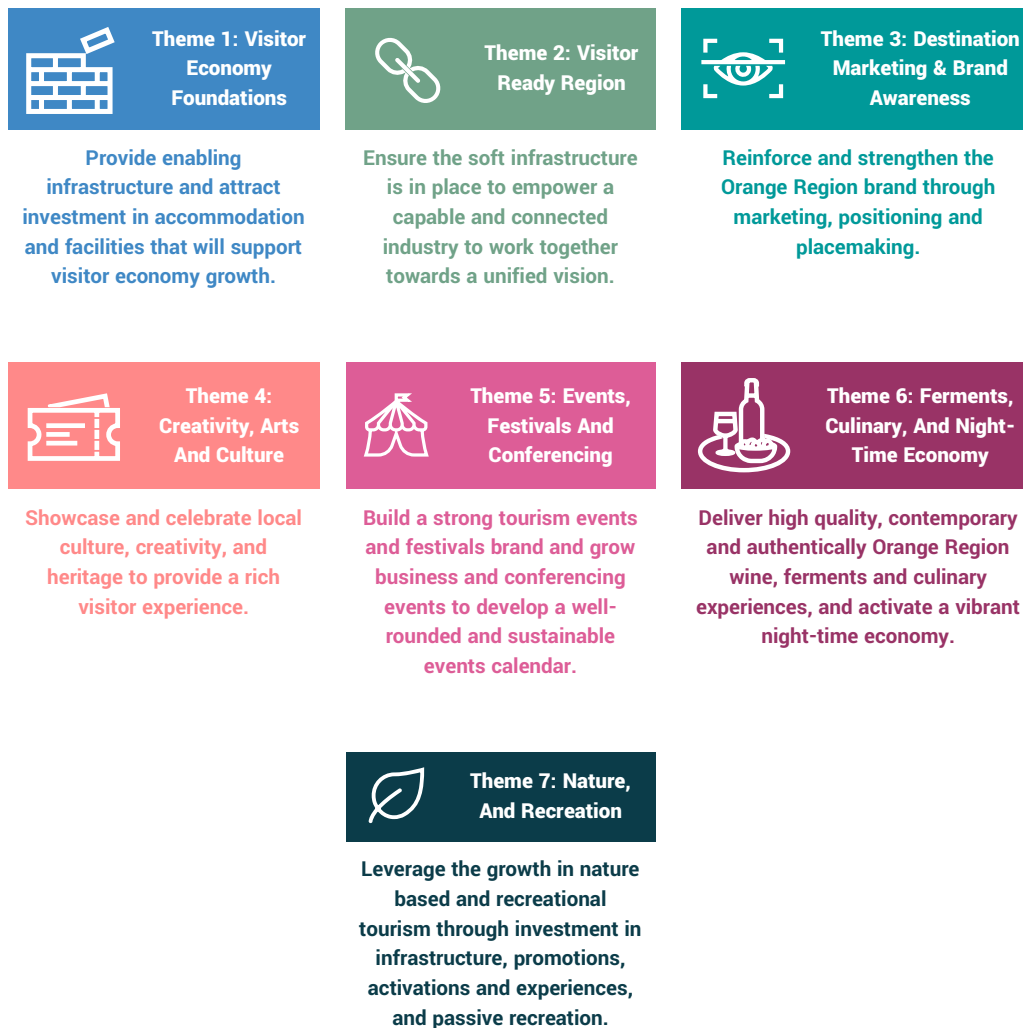 Theme 1: Visitor
Economy
Foundations
Provide enabling
infrastructure and attract
investment in accommodation
and facilities that will support
visitor economy growth.
Theme 2: Visitor
Ready Region
Ensure the soft infrastructure
is in place to empower a
capable and connected
industry to work together
towards a unified vision.
Theme 3: Destination
Marketing & Brand
Awareness
Reinforce and strengthen the
Orange Region brand through
marketing, positioning and
placemaking.
Theme 4:
Creativity, Arts
And Culture
Showcase and celebrate local
culture, creativity, and
heritage to provide a rich
visitor experience.
Theme 5: Events,
Festivals And
Conferencing
Build a strong tourism events
and festivals brand and grow
business and conferencing
events to develop a well-
rounded and sustainable
events calendar.
Theme 6: Ferments,
Culinary, And Night-
Time Economy
Deliver high quality, contemporary
and authentically Orange Region
wine, ferments and culinary
experiences, and activate a vibrant
night-time economy.
Theme 7: Nature,
And Recreation
Leverage the growth in nature
based and recreational
tourism through investment in
infrastructure, promotions,
activations and experiences,
and passive recreation.